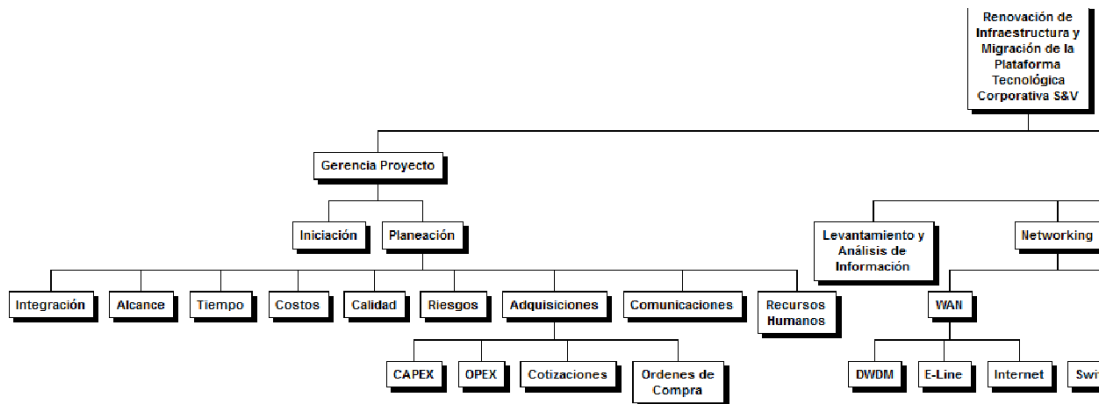 Renovación de
Infraestructura y
Migración de la
Plataforma
Tecnológica
Corporativa S&V
Gerencia Proyecto
Iniciación
Planeación
Levantamiento y
Análisis de
Información
Networking
Integración
Alcance
Tiempo
Costos
Calidad
Riesgos
Adquisiciones
Comunicaciones
Recursos
Humanos
WAN
CAPEX
OPEX
Cotizaciones
Ordenes de
Compra
DWDM
E-Line
Internet